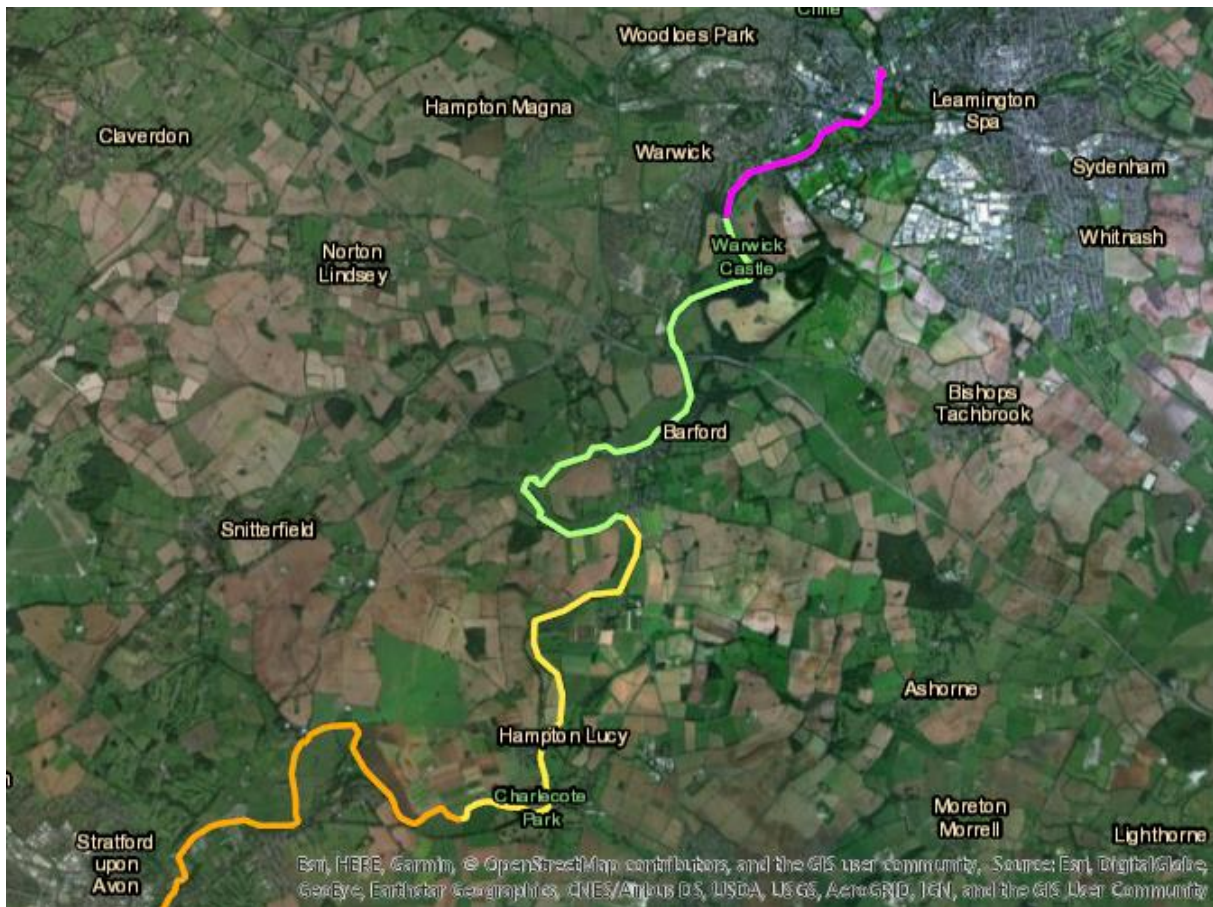 Woodloes Park
Hampton Magna
Leamington
Spa
Claverdon
Warwick
Sydenham
Whitnash
Warwick
Castle
Norton
Lindsey
Bishops
Tachbrook
Barford
Snitterfield
Ashorne
Hampton Lucy
Charlecote
Park
Moreton
Morrell
Lighthorne
Stratford
upon
Avon
Esri, HERE, Garmin, © OpenStreetMap contributors, and the GIS user community, Source: Esri, DigitalGlobe,
GeoEye, Earthstar Geographics, CNES/Airbus DS, USDA, USGS, AeroGRID, IGN, and the GIS User Community